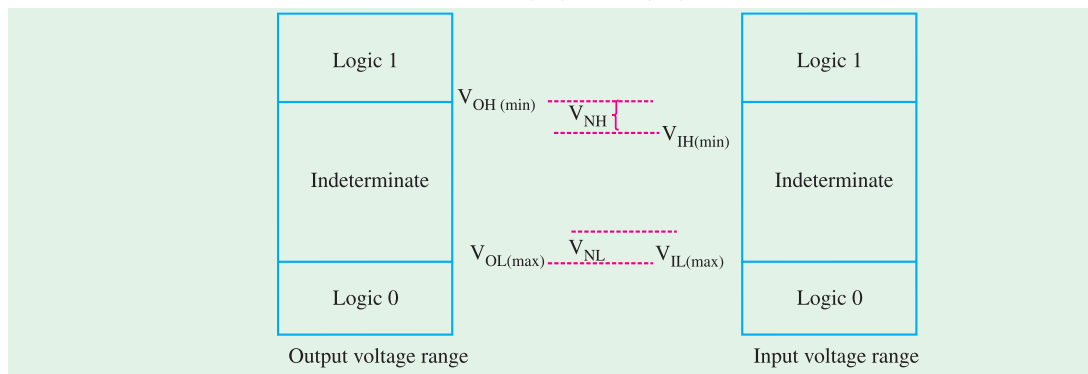 Logic 1
Logic 1
V_OH (min)
V_NH
V_IH(min)
Indeterminate
Indeterminate
V_OL(max)
V_NL
V_IL(max)
Logic 0
Logic 0
Output voltage range
Input voltage range